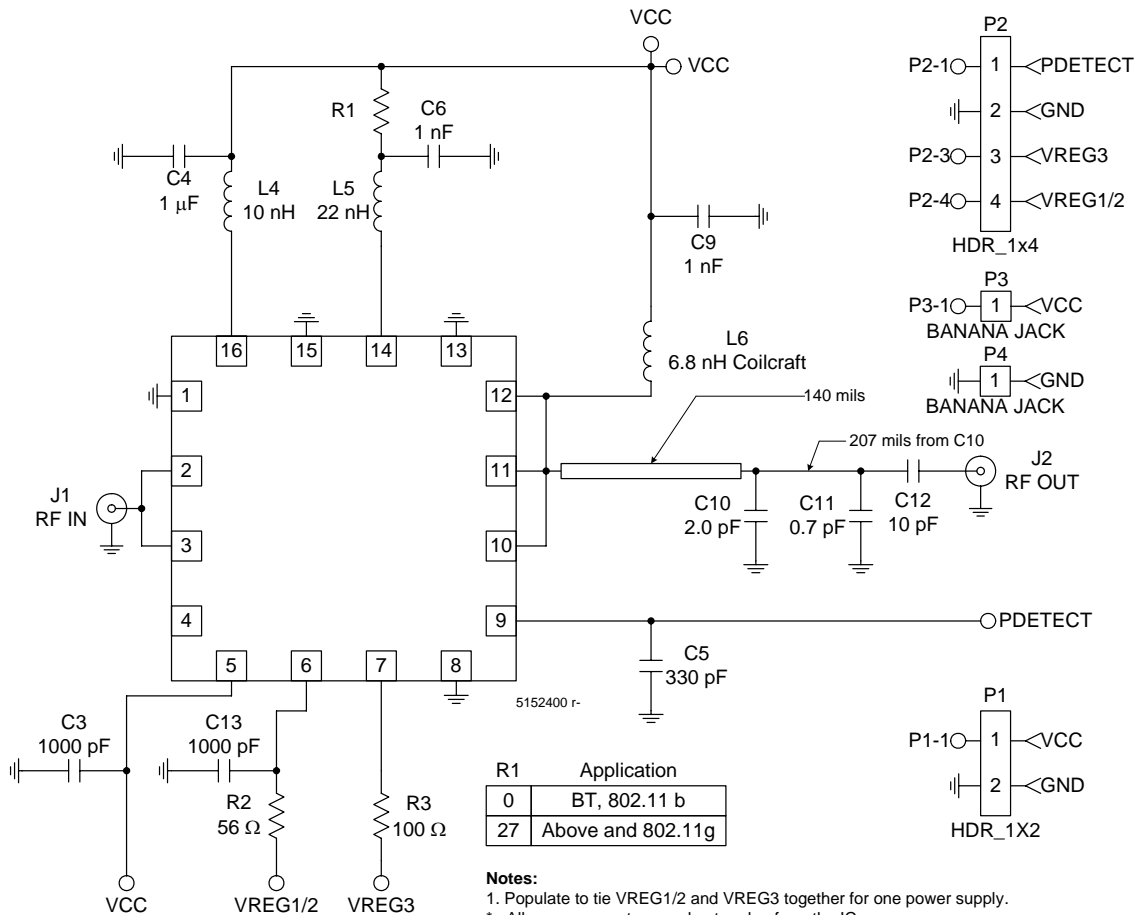 VCC
VCC
R1
C6
1 nF
C4
1 μF
L4
10 nH
L5
22 nH
C9
1 nF
L6
6.8 nH Coilcraft
140 mils
207 mils from C10
16
15
14
13
1
2
3
4
12
11
10
9
5
6
7
8
J1
RF IN
C10
2.0 pF
C11
0.7 pF
C12
10 pF
J2
RF OUT
PDETECT
C5
330 pF
5152400 r-
C3
1000 pF
C13
1000 pF
R2
56 Ω
R3
100 Ω
VCC
VREG1/2
VREG3
P2
P2-1 1 PDETECT
2 GND
P2-3 3 VREG3
P2-4 4 VREG1/2
HDR_1x4
P3
P3-1 1 VCC
BANANA JACK
P4
1 GND
BANANA JACK
P1
P1-1 1 VCC
2 GND
HDR_1X2
R1 Application
0 BT, 802.11 b
27 Above and 802.11g
Notes:
1. Populate to tie VREG1/2 and VREG3 together for one power supply.